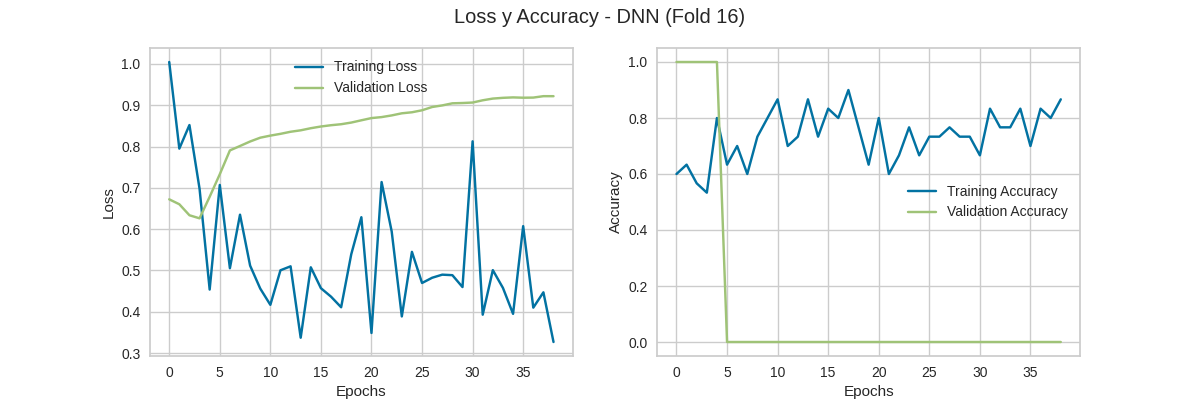 Loss y Accuracy - DNN (Fold 16)
1.0
0.9
0.8
0.7
0.6
0.5
0.4
0.3
Loss
Training Loss
Validation Loss
0 5 10 15 20 25 30 35
Epochs
1.0
0.8
0.6
0.4
0.2
0.0
Accuracy
Training Accuracy
Validation Accuracy
0 5 10 15 20 25 30 35
Epochs